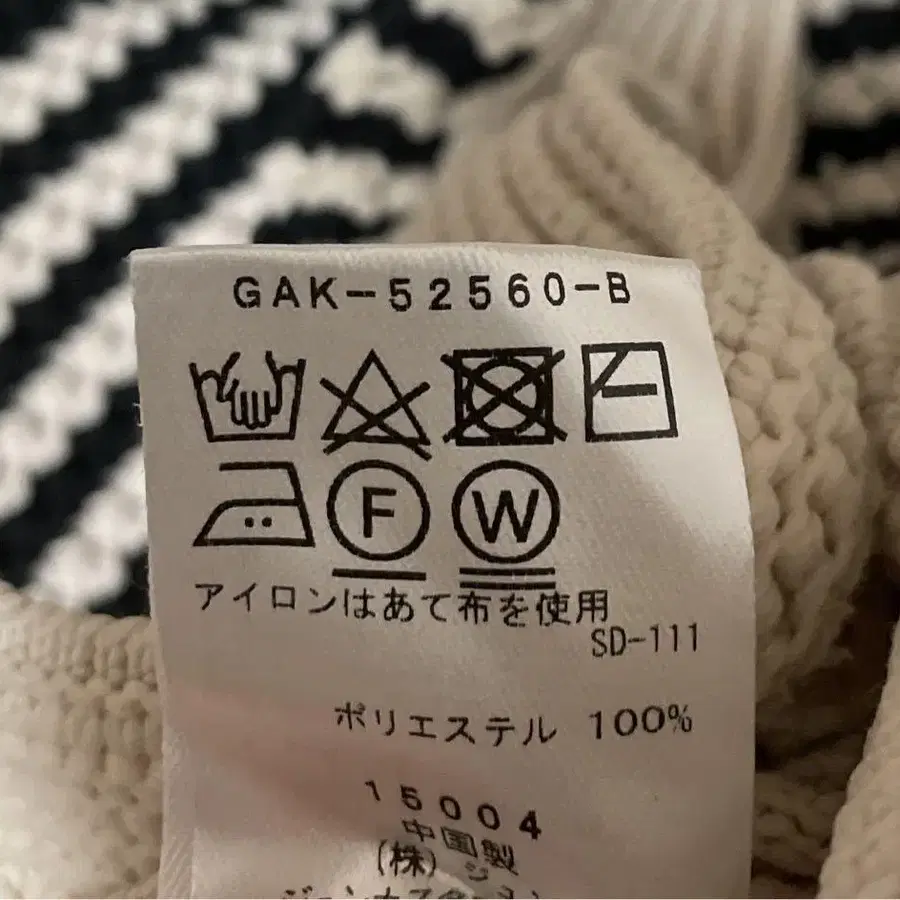 GAK-52560-B
F W
アイロンはあて布を使用
SD-111
ポリエステル 100%
15004
中国製
(株) ジ